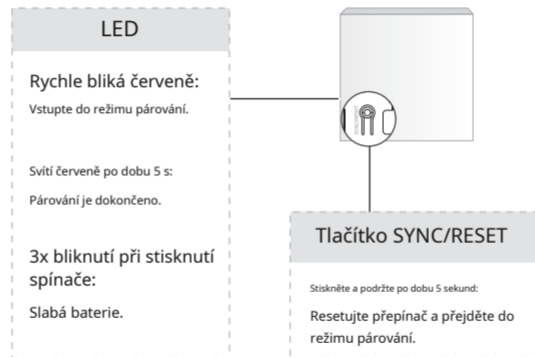 LED
Rychle bliká červeně:
Vstupte do režimu párování.
Svítí červeně po dobu 5 s:
Párování je dokončeno.
3x bliknutí při stisknutí
spínače:
Slabá baterie.
SYNC/RESET
Tlačítko SYNC/RESET
Stiskněte a podržte po dobu 5 sekund:
Resetujte přepínač a přejděte do
režimu párování.